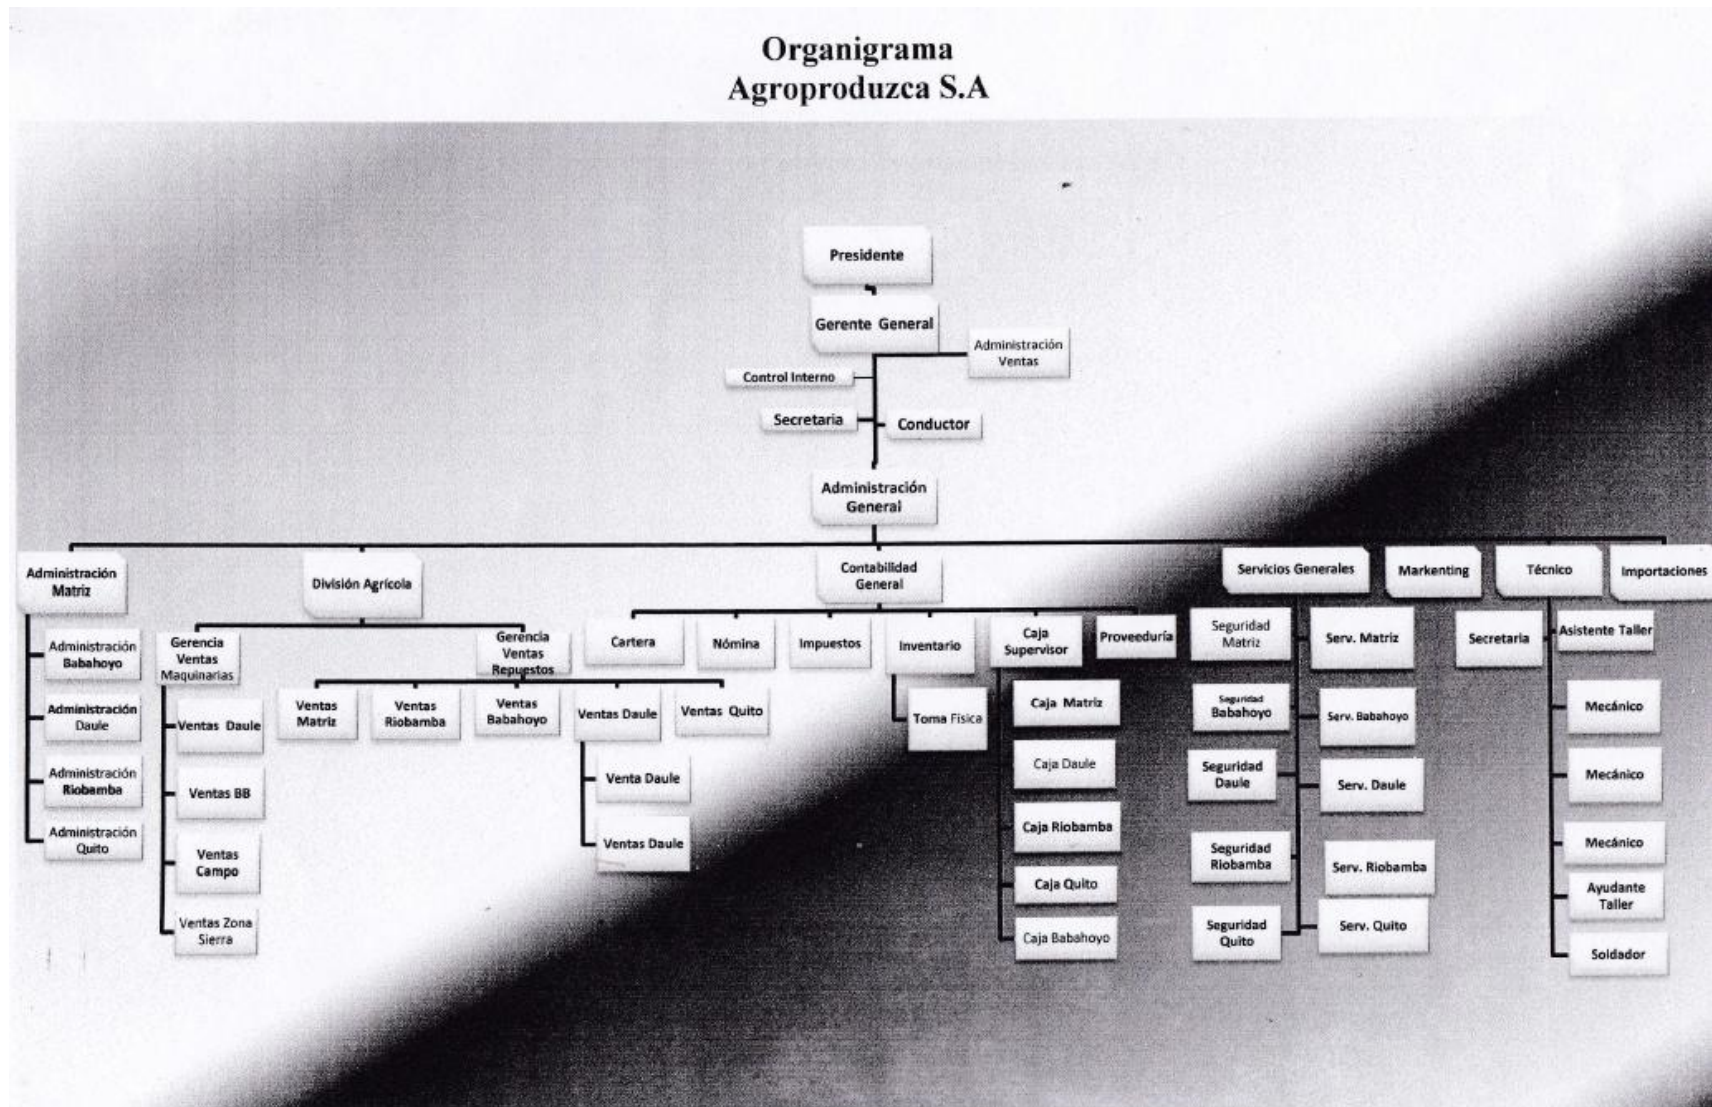 Organigrama
Agroproduzca S.A
Presidente
Gerente General
Administración
Ventas
Control Interno
Secretaria
Conductor
Administración
General
Administración
Matriz
División Agrícola
Contabilidad
General
Servicios Generales
Markenting
Técnico
Importaciones
Administración
Babahoyo
Administración
Daule
Administración
Riobamba
Administración
Quito
Gerencia
Ventas
Maquinarias
Ventas Daule
Ventas BB
Ventas
Campo
Ventas Zona
Sierra
Gerencia
Ventas
Repuestos
Ventas
Matriz
Ventas
Riobamba
Ventas
Babahoyo
Ventas Daule
Ventas Quito
Venta Daule
Ventas Daule
Cartera
Nómina
Impuestos
Inventario
Caja
Supervisor
Proveeduría
Toma Física
Caja Matriz
Caja Daule
Caja Riobamba
Caja Quito
Caja Babahoyo
Seguridad
Matriz
Seguridad
Babahoyo
Seguridad
Daule
Seguridad
Riobamba
Seguridad
Quito
Serv. Matriz
Serv. Babahoyo
Serv. Daule
Serv. Riobamba
Serv. Quito
Secretaria
Asistente Taller
Mecánico
Mecánico
Mecánico
Ayudante
Taller
Soldador